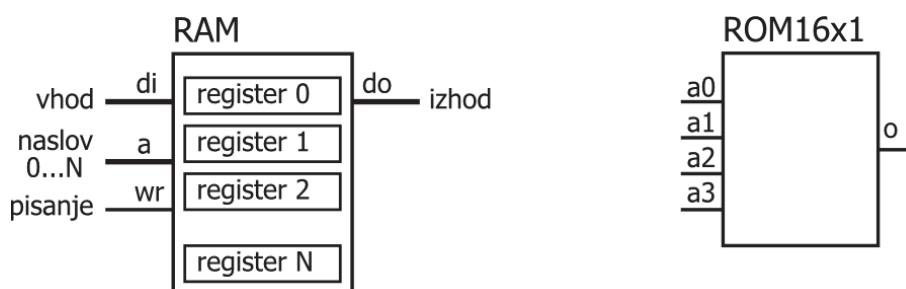 RAM
vhod di register 0 do izhod
naslov 0...N a register 1
pisanje wr register 2
register N
ROM16x1
a0
a1
a2
a3
o